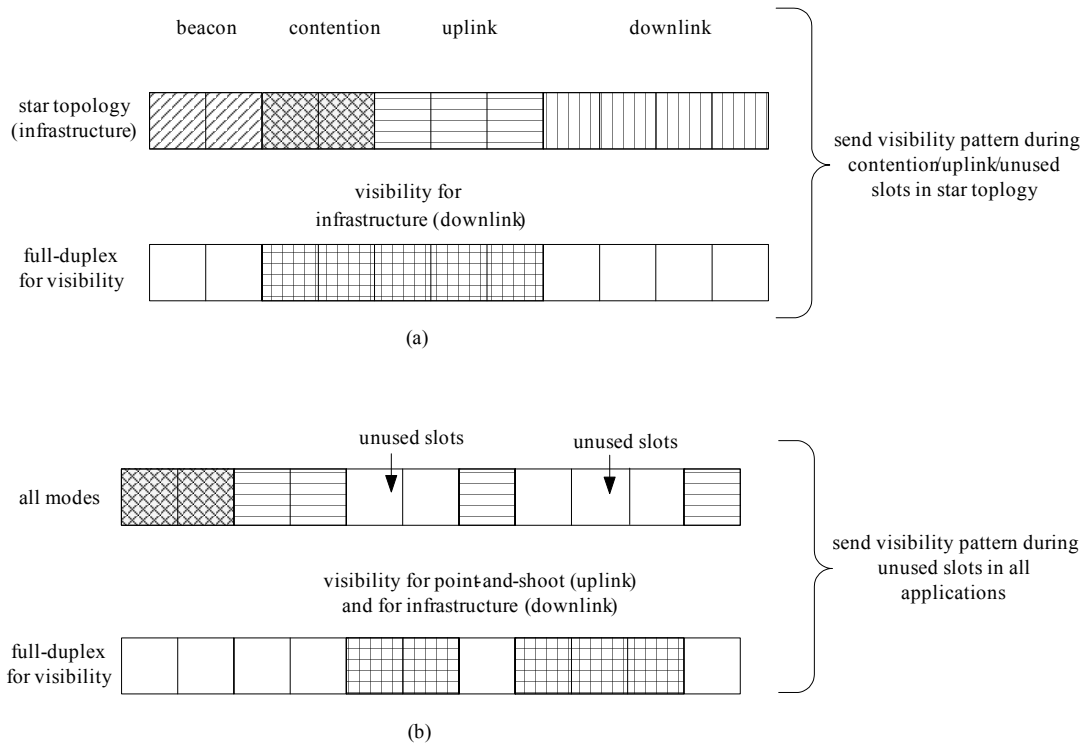 beacon contention uplink downlink
star topology
(infrastructure)
send visibility pattern during
contention/uplink/unused
slots in star toplogy
visibility for
infrastructure (downlink)
full-duplex
for visibility
(a)
unused slots unused slots
all modes
send visibility pattern during
unused slots in all
applications
visibility for point-and-shoot (uplink)
and for infrastructure (downlink)
full-duplex
for visibility
(b)